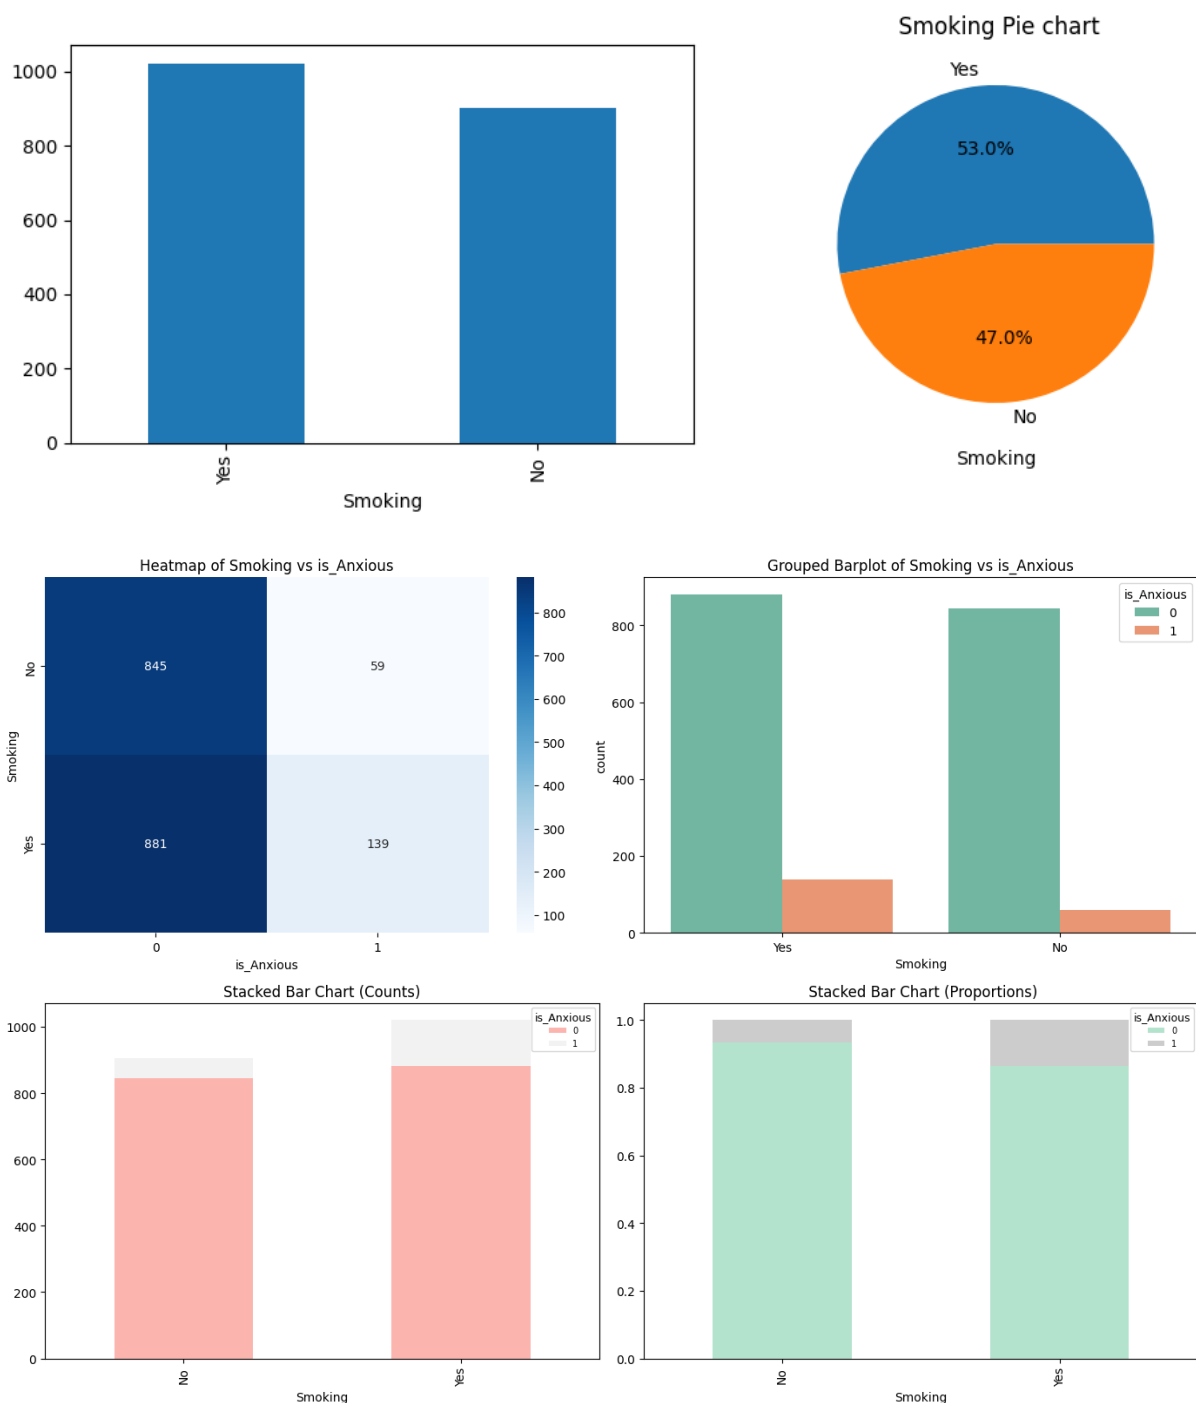 1000
800
600
400
200
0
Yes
No
Smoking
Smoking Pie chart
Yes
53.0%
47.0%
No
Smoking
Heatmap of Smoking vs is_Anxious
No
Yes
Smoking
845
59
881
139
0
1
is_Anxious
800
700
600
500
400
300
200
100
Grouped Barplot of Smoking vs is_Anxious
is_Anxious
0
1
800
600
400
200
0
count
Yes
No
Smoking
Stacked Bar Chart (Counts)
is_Anxious
0
1
1000
800
600
400
200
0
No
Yes
Smoking
Stacked Bar Chart (Proportions)
is_Anxious
0
1
1.0
0.8
0.6
0.4
0.2
0.0
No
Yes
Smoking